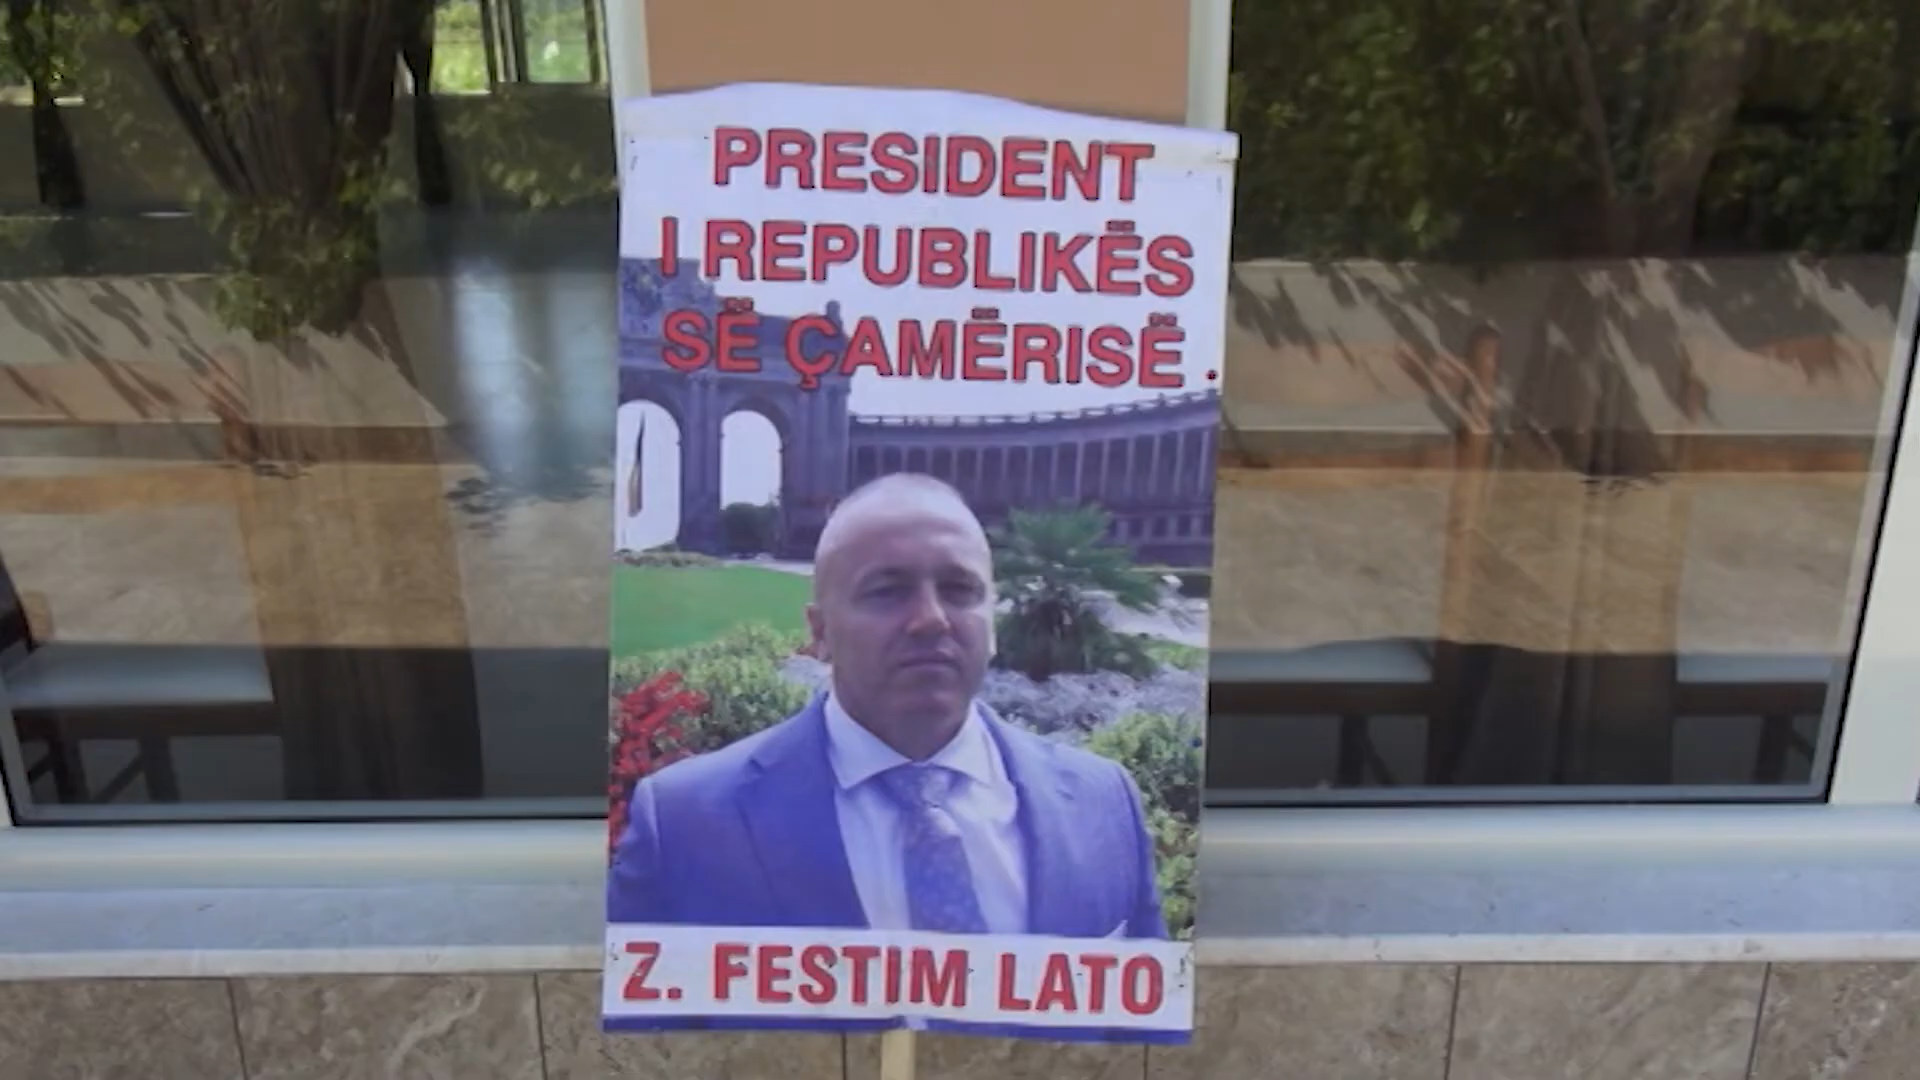 PRESIDENT
I REPUBLIKËS
SË ÇAMËRISË.
Z. FESTIM LATO